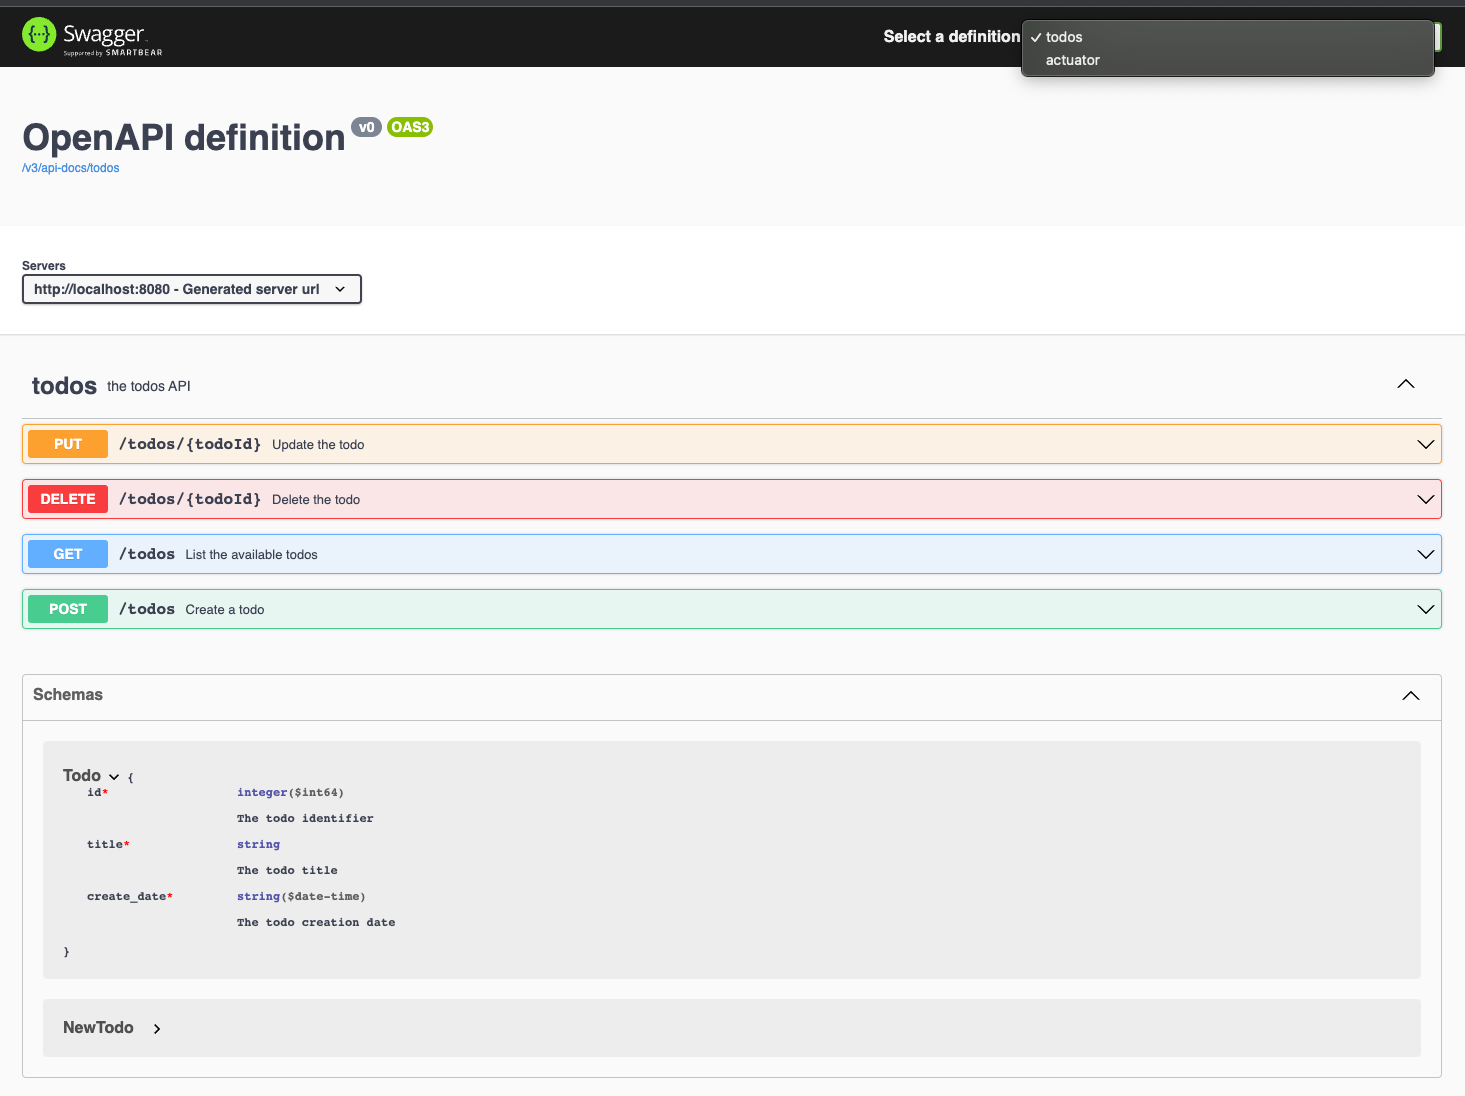 Swagger
Supported by SMARTBEAR
Select a definition
✓ todos
actuator
OpenAPI definition v0 OAS3
/v3/api-docs/todos
Servers
http://localhost:8080 - Generated server url
todos the todos API
PUT /todos/{todoId} Update the todo
DELETE /todos/{todoId} Delete the todo
GET /todos List the available todos
POST /todos Create a todo
Schemas
Todo {
id* integer($int64)
The todo identifier
title* string
The todo title
create_date* string($date-time)
The todo creation date
}
NewTodo